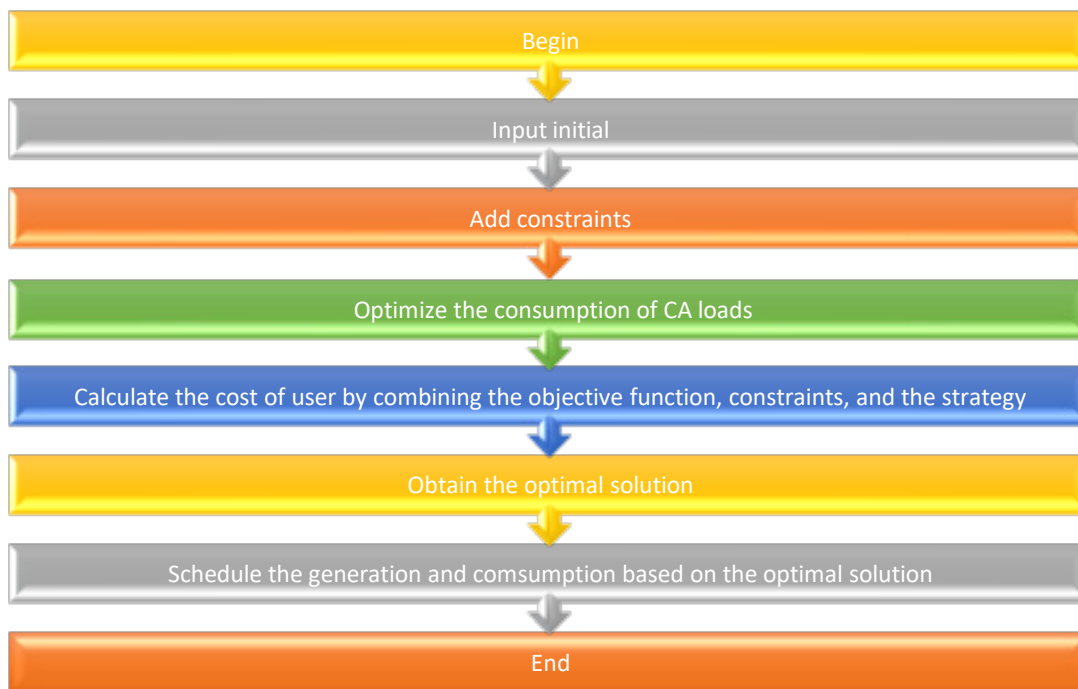 Begin
Input initial
Add constraints
Optimize the consumption of CA loads
Calculate the cost of user by combining the objective function, constraints, and the strategy
Obtain the optimal solution
Schedule the generation and comsumption based on the optimal solution
End